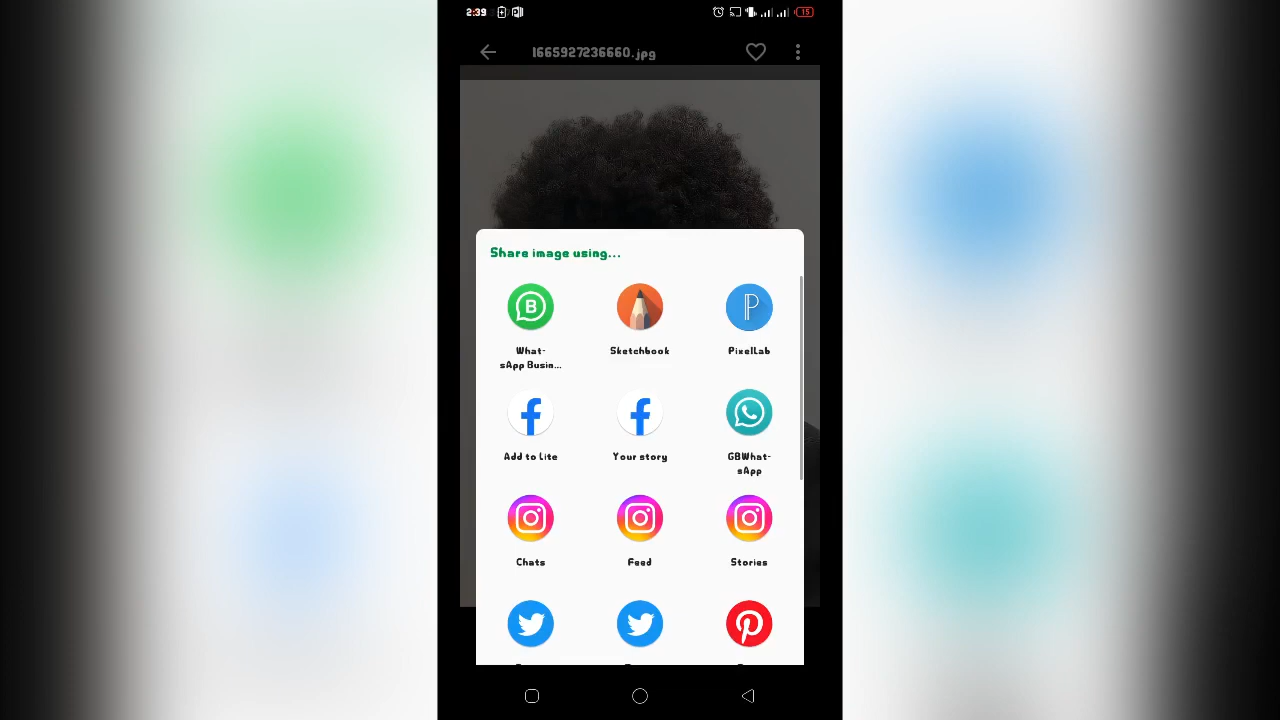 2:39
15
1665927236660.jpg
Share image using...
What-
sApp Busin...
Sketchbook
PixelLab
Add to Lite
Your story
GBWhat-
sApp
Chats
Feed
Stories